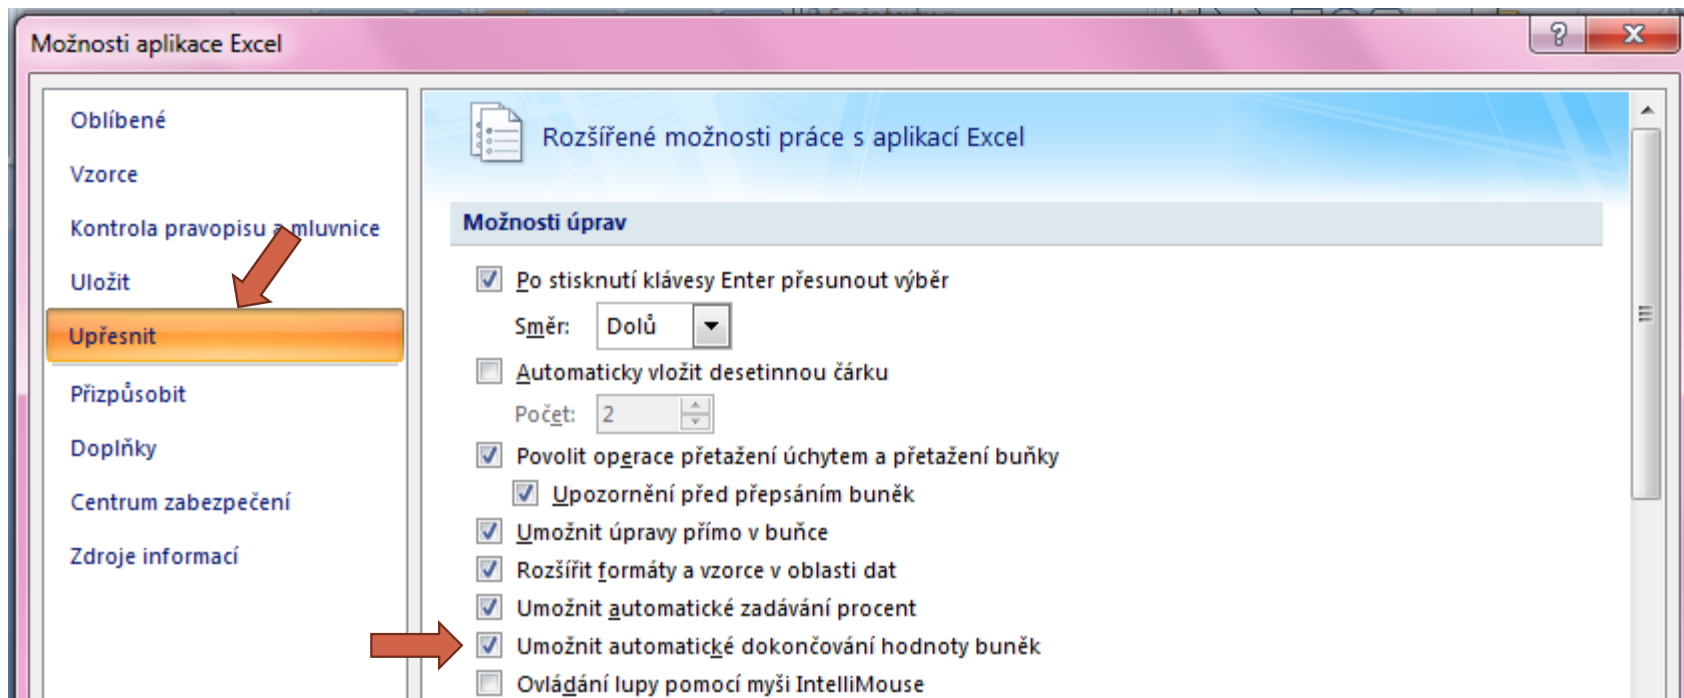 Možnosti aplikace Excel
Oblíbené
Vzorce
Kontrola pravopisu a mluvnice
Uložit
Upřesnit
Přizpůsobit
Doplňky
Centrum zabezpečení
Zdroje informací
Rozšířené možnosti práce s aplikací Excel
Možnosti úprav
Po stisknutí klávesy Enter přesunout výběr
Směr: Dolů
Automaticky vložit desetinnou čárku
Počet: 2
Povolit operace přetažení úchytem a přetažení buňky
Upozornění před přepsáním buněk
Umožnit úpravy přímo v buňce
Rozšířit formáty a vzorce v oblasti dat
Umožnit automatické zadávání procent
Umožnit automatické dokončování hodnoty buněk
Ovládání lupy pomocí myši IntelliMouse